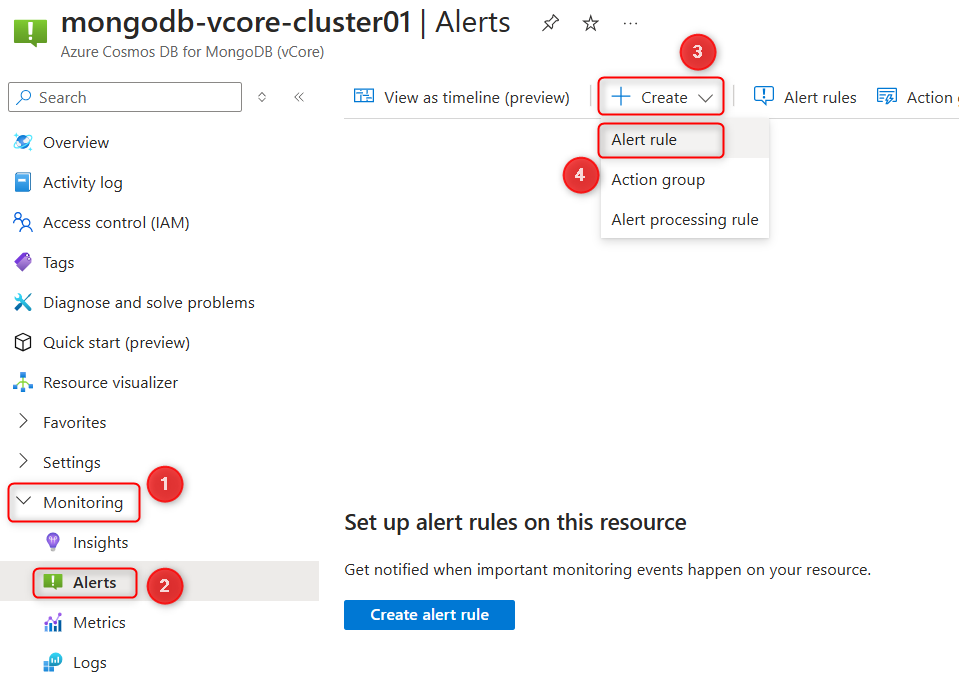 mongodb-vcore-cluster01 | Alerts
Azure Cosmos DB for MongoDB (vCore)
3
Search
View as timeline (preview)
Create
Alert rules
Action
Alert rule
4
Action group
Alert processing rule
Overview
Activity log
Access control (IAM)
Tags
Diagnose and solve problems
Quick start (preview)
Resource visualizer
Favorites
Settings
1
Monitoring
Insights
Alerts
2
Metrics
Logs
Set up alert rules on this resource
Get notified when important monitoring events happen on your resource.
Create alert rule